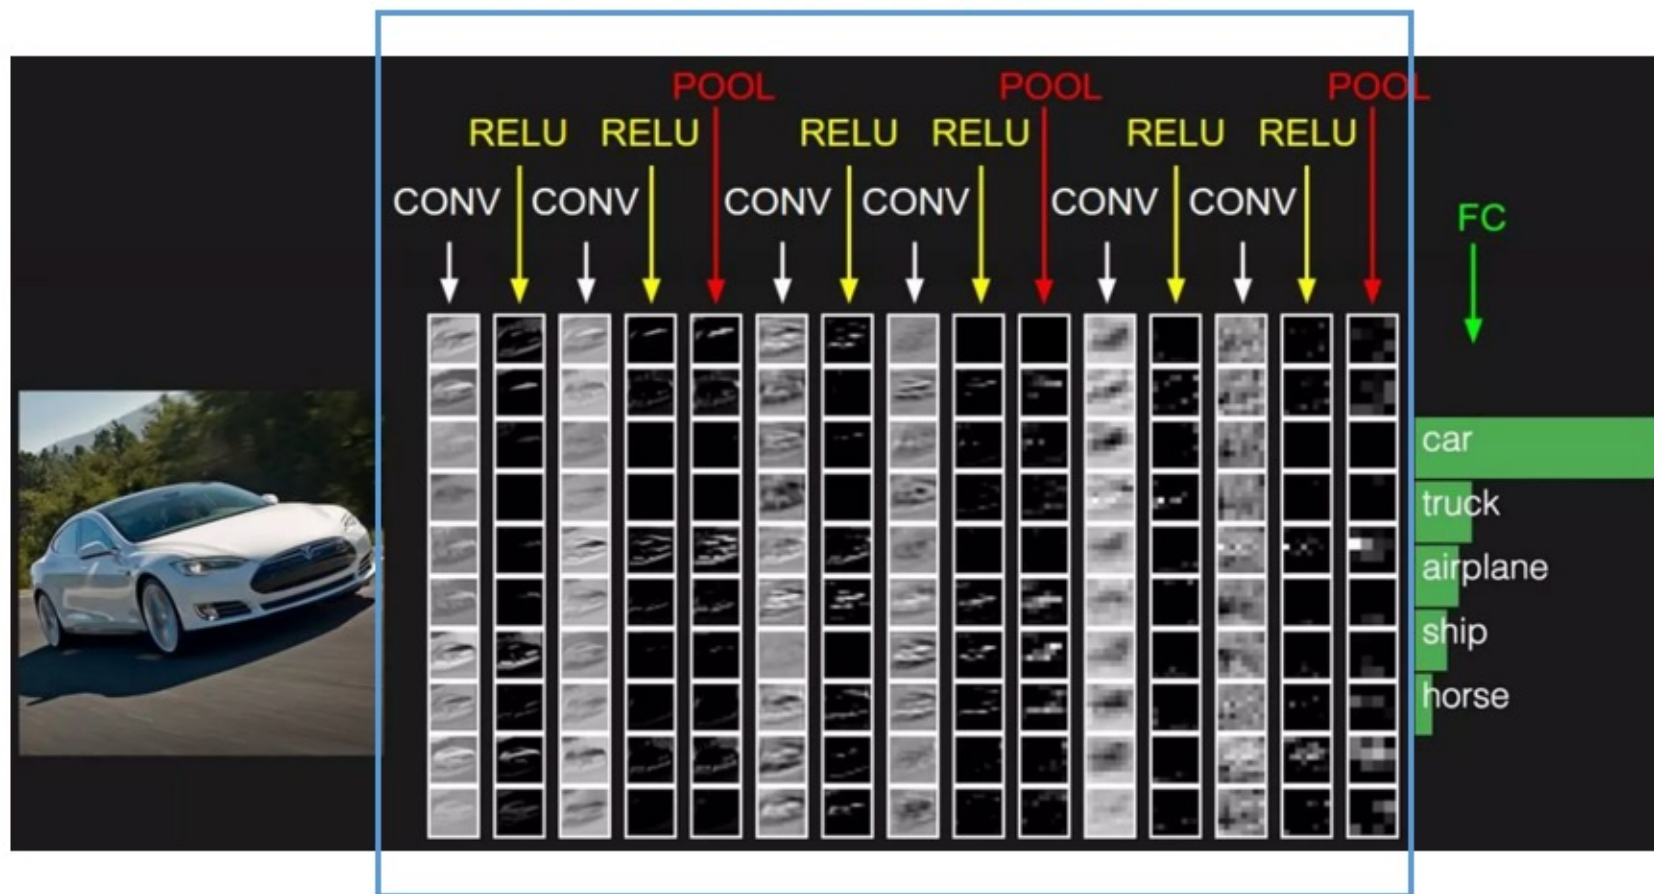 POOL POOL POOL
RELU RELU RELU RELU RELU RELU
CONV CONV CONV CONV CONV CONV
FC
car
truck
airplane
ship
horse